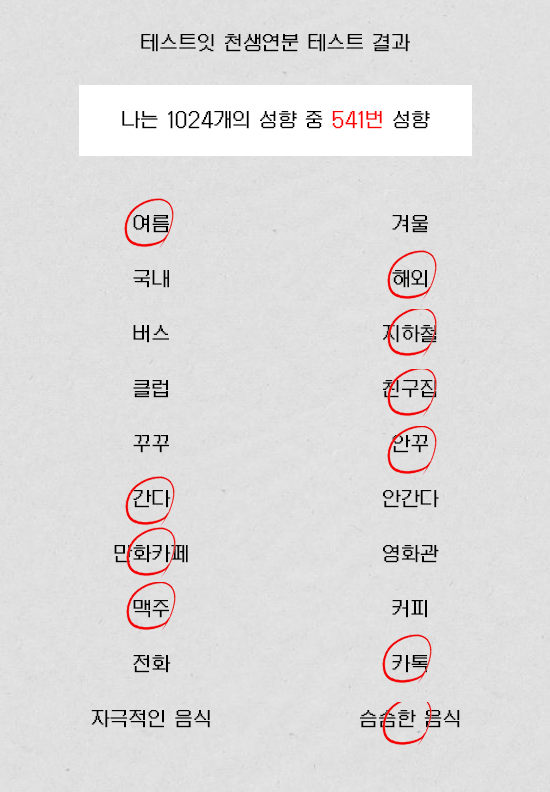 테스트잇 천생연분 테스트 결과
나는 1024개의 성향 중 541번 성향
여름 겨울
국내 해외
버스 지하철
클럽 친구집
꾸꾸 안꾸
간다 안간다
만화카페 영화관
맥주 커피
전화 카톡
자극적인 음식 슴슴한 음식